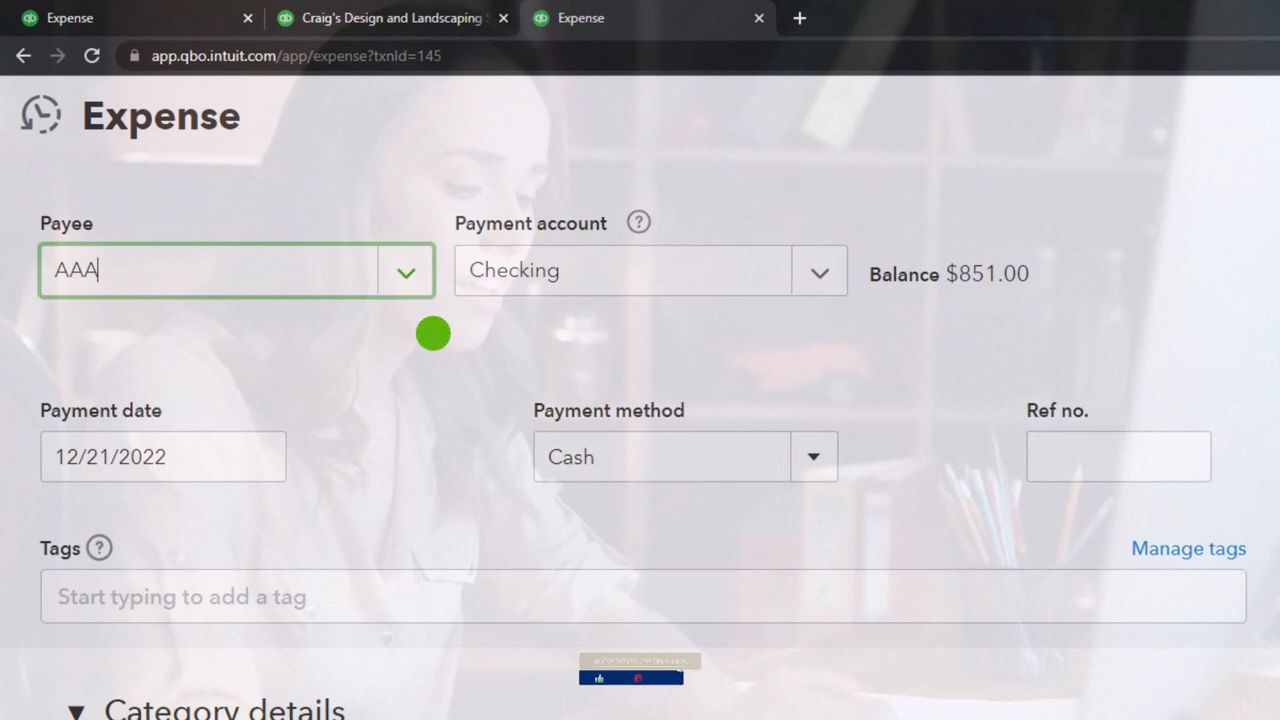 Expense
Craig's Design and Landscaping
Expense
app.qbo.intuit.com/app/expense?txnId=145
Expense
Payee
Payment account
AAA
Checking
Balance $851.00
Payment date
Payment method
Ref no.
12/21/2022
Cash
Tags
Manage tags
Start typing to add a tag
Category details